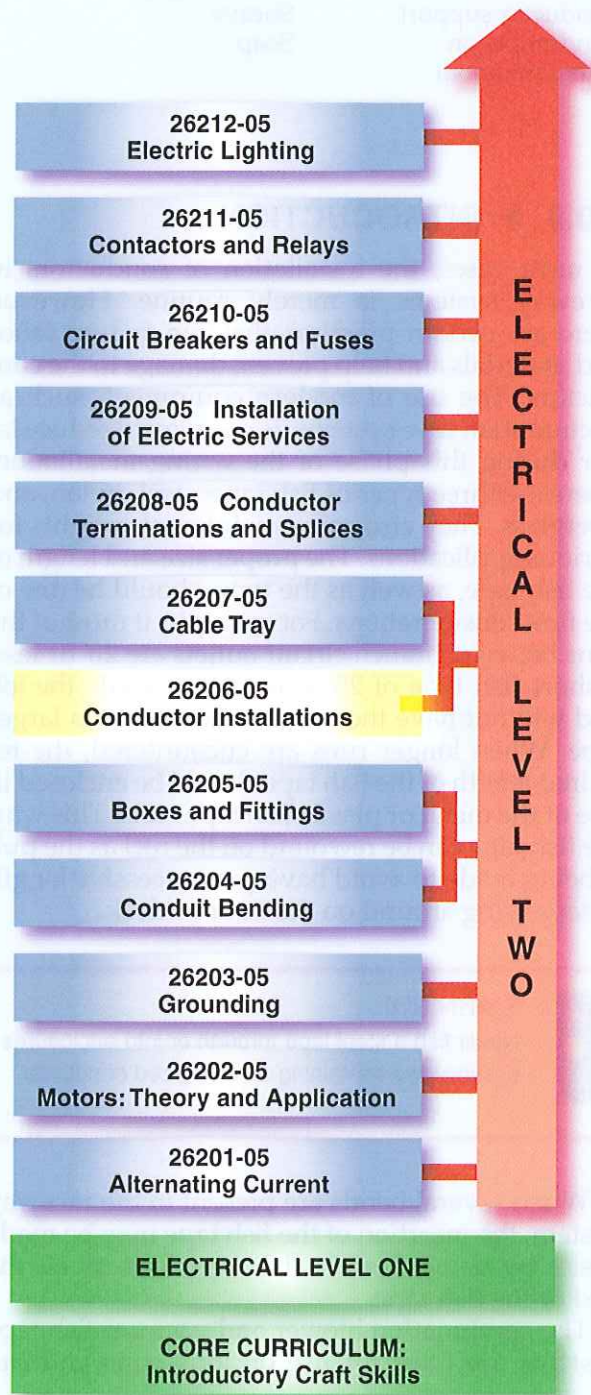 26212-05
Electric Lighting
26211-05
Contactors and Relays
26210-05
Circuit Breakers and Fuses
26209-05 Installation
of Electric Services
26208-05 Conductor
Terminations and Splices
26207-05
Cable Tray
26206-05
Conductor Installations
26205-05
Boxes and Fittings
26204-05
Conduit Bending
26203-05
Grounding
26202-05
Motors: Theory and Application
26201-05
Alternating Current
ELECTRICAL LEVEL TWO
ELECTRICAL LEVEL ONE
CORE CURRICULUM:
Introductory Craft Skills